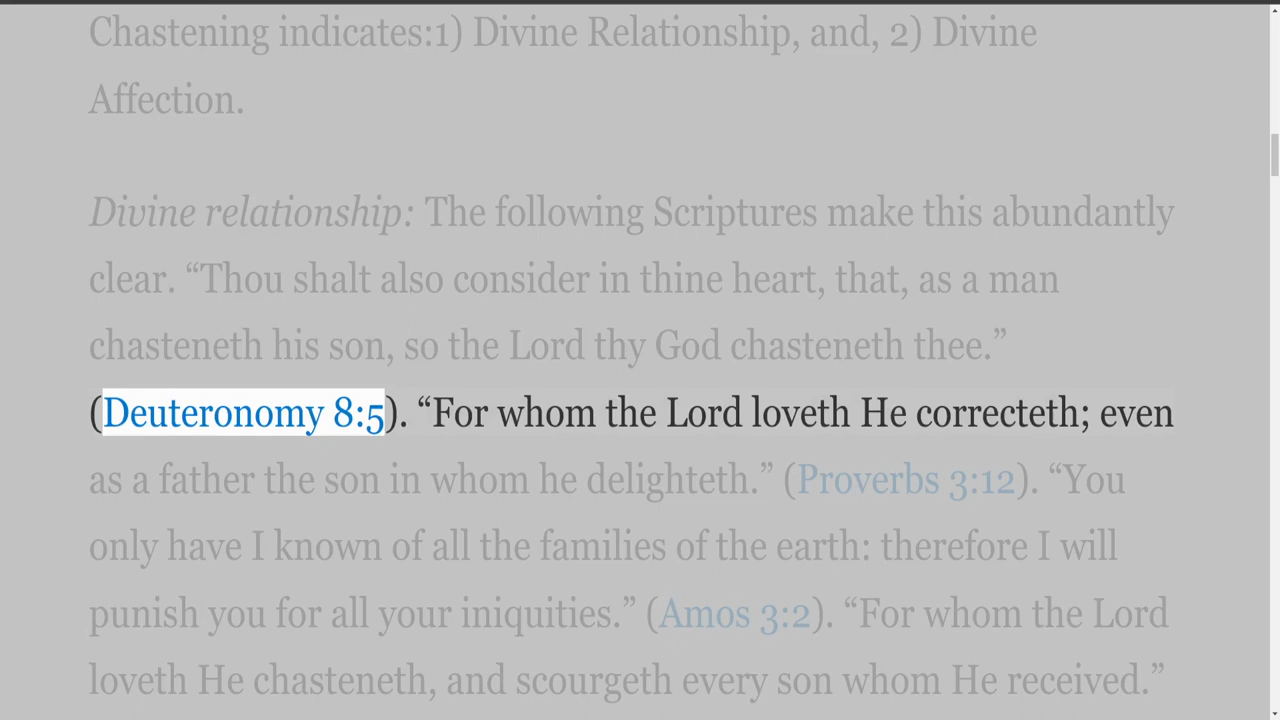 Chastening indicates:1) Divine Relationship, and, 2) Divine
Affection.
Divine relationship: The following Scriptures make this abundantly
clear. “Thou shalt also consider in thine heart, that, as a man
chasteneth his son, so the Lord thy God chasteneth thee.”
(Deuteronomy 8:5). “For whom the Lord loveth He correcteth; even
as a father the son in whom he delighteth.” (Proverbs 3:12). “You
only have I known of all the families of the earth: therefore I will
punish you for all your iniquities.” (Amos 3:2). “For whom the Lord
loveth He chasteneth, and scourgeth every son whom He received.”